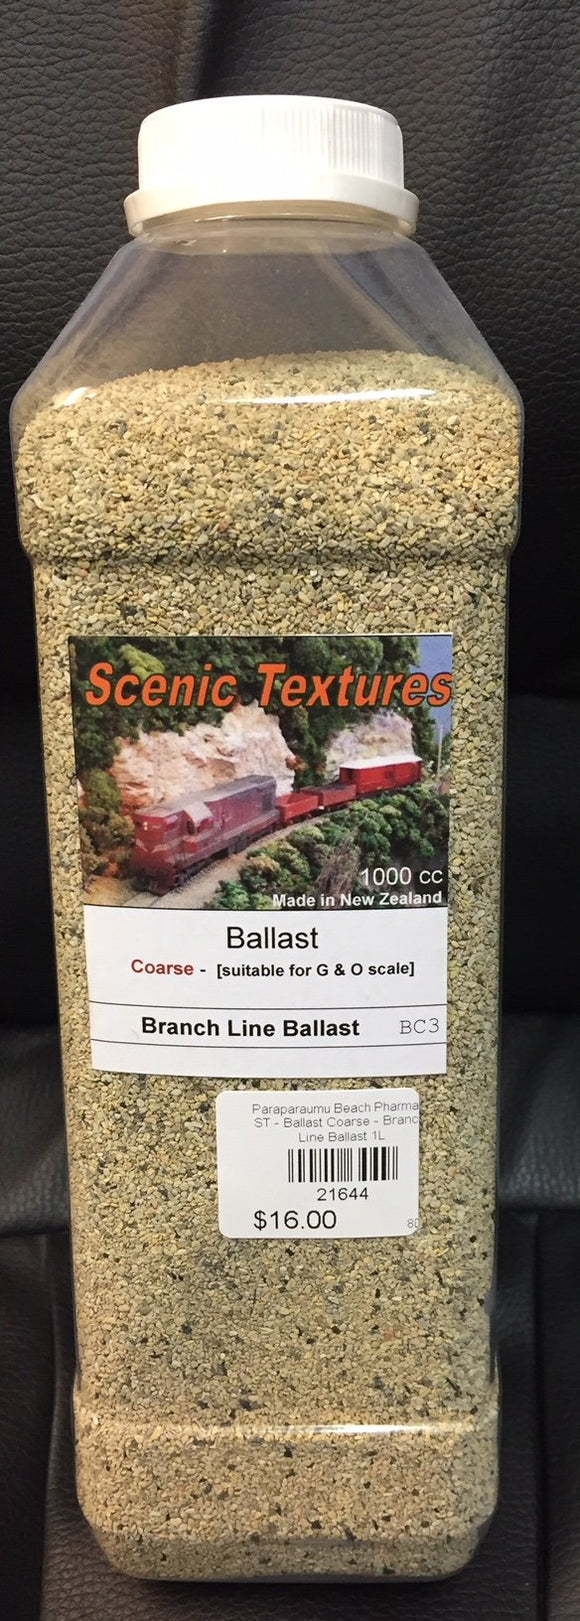 Scenic Textures
1000 cc
Made in New Zealand
Ballast
Coarse - [suitable for G & O scale]
Branch Line Ballast BC3
Paraparaumu Beach Pharma
ST - Ballast Coarse - Branc
Line Ballast 1L
21644
$16.00